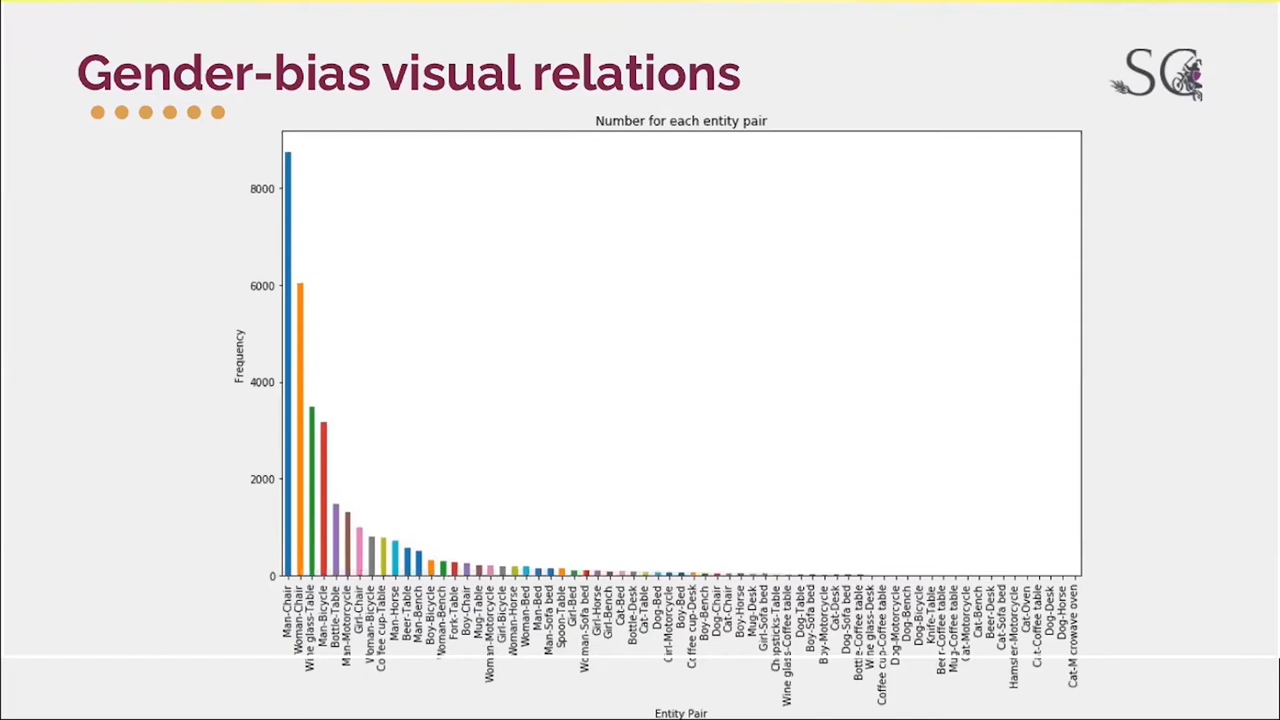 Gender-bias visual relations
SC
Number for each entity pair
8000
6000
4000
2000
0
Frequency
Man-Chair
Woman-Chair
Wine glass-Table
Man-Bicycle
Bottle-Table
Man-Motorcycle
Girl-Chair
Woman-Bicycle
Coffee cup-Table
Man-Horse
Beer-Table
Man-Bench
Boy-Bicycle
Woman-Bench
Fork-Table
Boy-Chair
Mug-Table
Woman-Motorcycle
Girl-Bicycle
Woman-Horse
Woman-Bed
Man-Bed
Man-Sofa bed
Spoon-Table
Girl-Bed
Woman-Sofa bed
Girl-Horse
Girl-Bench
Cat-Bed
Bottle-Desk
Cat-Table
Dog-Bed
Girl-Motorcycle
Boy-Bed
Coffee cup-Desk
Boy-Bench
Dog-Chair
Cat-Chair
Boy-Horse
Mug-Desk
Girl-Sofa bed
Chopsticks-Table
Wine glass-Coffee table
Dog-Table
Boy-Sofa bed
Boy-Motorcycle
Cat-Desk
Dog-Sofa bed
Bottle-Coffee table
Wine glass-Desk
Coffee cup-Coffee table
Dog-Motorcycle
Dog-Bench
Dog-Bicycle
Knife-Table
Beer-Coffee table
Mug-Coffee table
Cat-Motorcycle
Cat-Bench
Beer-Desk
Cat-Sofa bed
Hamster-Motorcycle
Cat-Oven
Cat-Coffee table
Dog-Desk
Dog-Horse
Cat-Microwave oven
Entity Pair